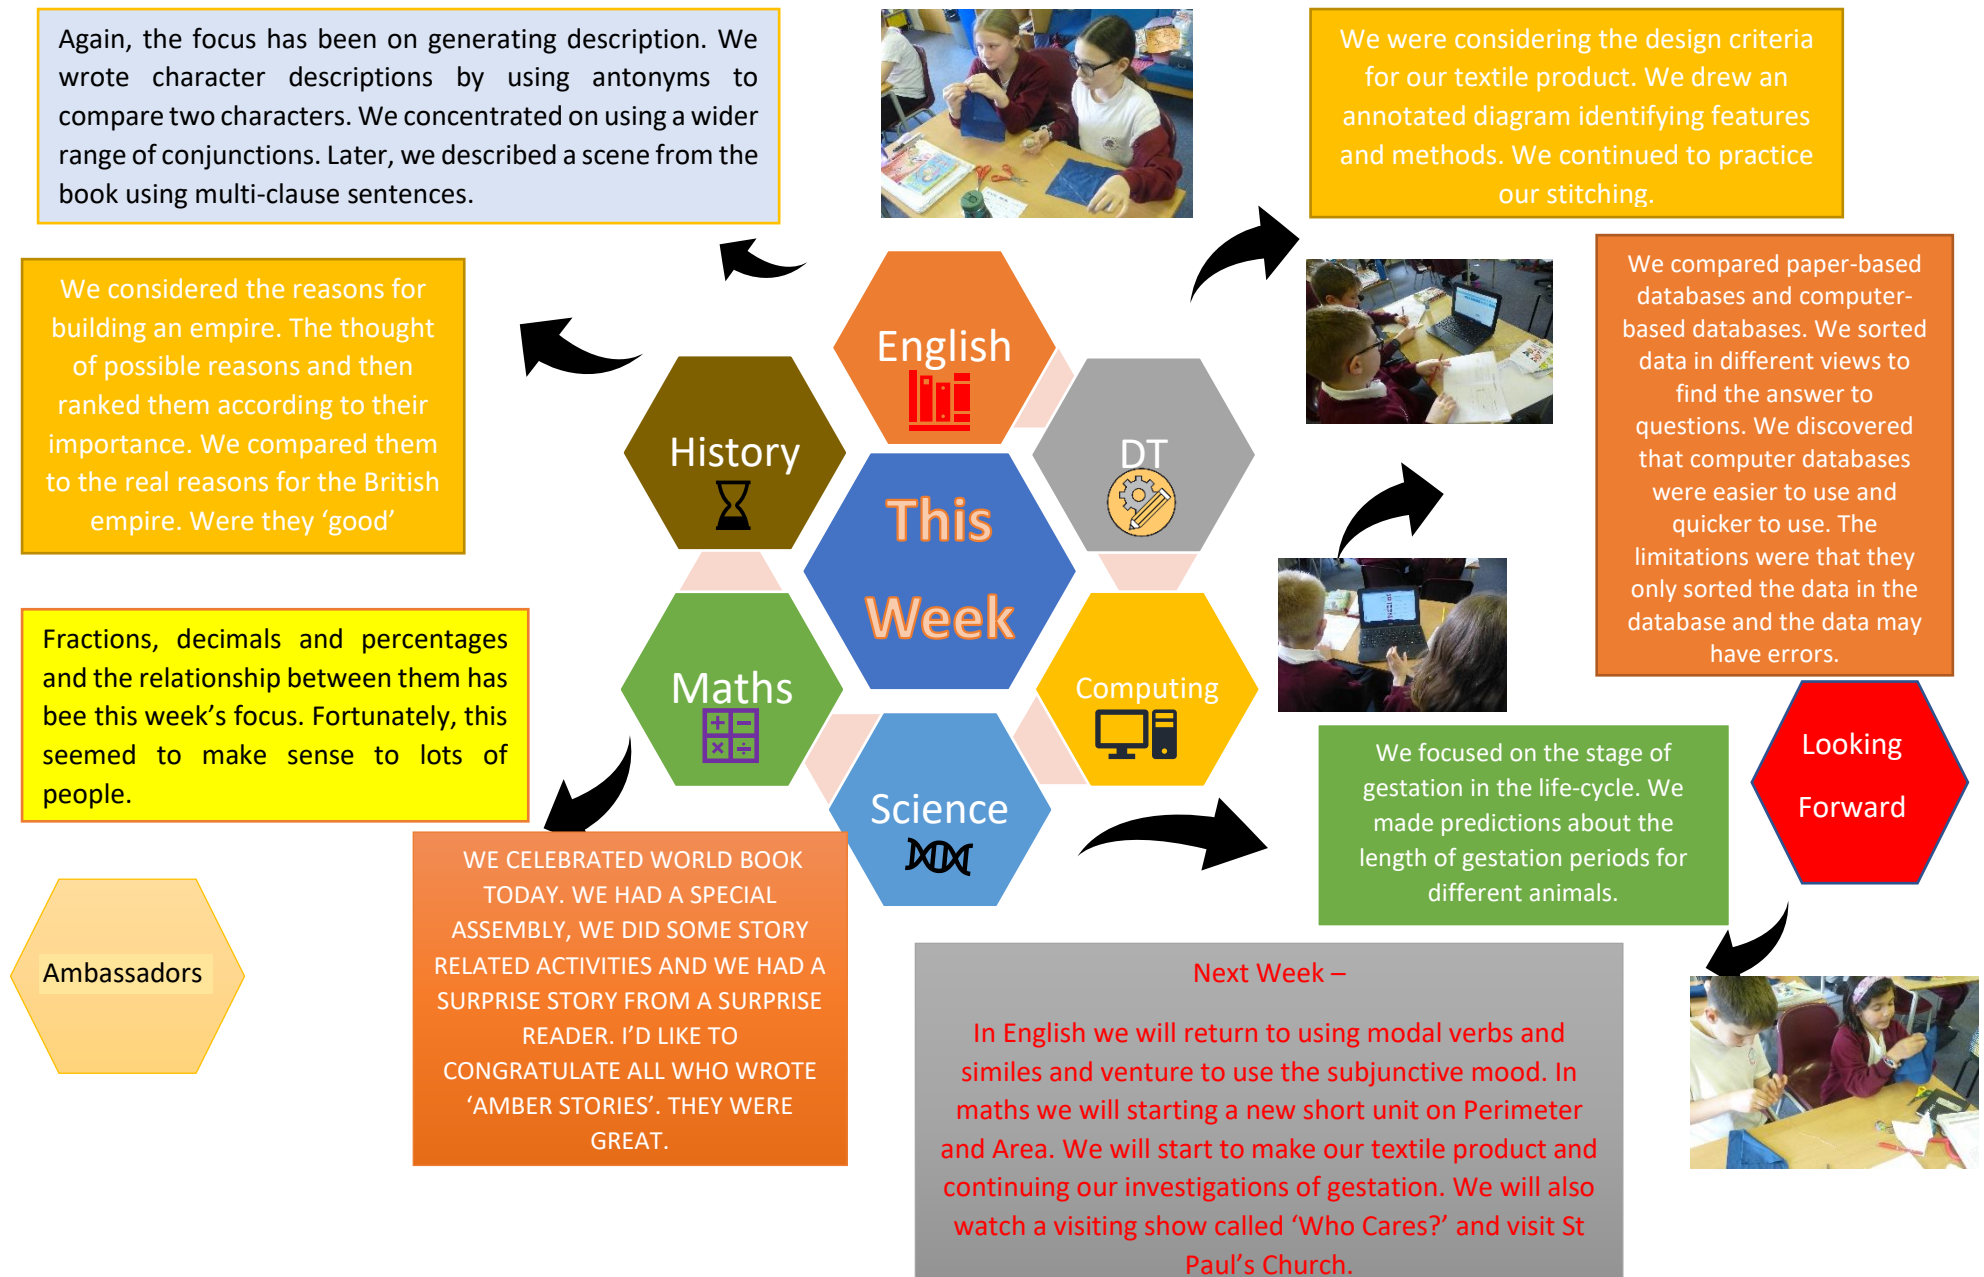 Again, the focus has been on generating description. We
wrote character descriptions by using antonyms to
compare two characters. We concentrated on using a wider
range of conjunctions. Later, we described a scene from the
book using multi-clause sentences.
We were considering the design criteria
for our textile product. We drew an
annotated diagram identifying features
and methods. We continued to practice
our stitching.
We considered the reasons for
building an empire. The thought
of possible reasons and then
ranked them according to their
importance. We compared them
to the real reasons for the British
empire. Were they ‘good’
We compared paper-based
databases and computer-
based databases. We sorted
data in different views to
find the answer to
questions. We discovered
that computer databases
were easier to use and
quicker to use. The
limitations were that they
only sorted the data in the
database and the data may
have errors.
English
History
DT
This
Week
Maths
Computing
Science
Fractions, decimals and percentages
and the relationship between them has
bee this week’s focus. Fortunately, this
seemed to make sense to lots of
people.
We focused on the stage of
gestation in the life-cycle. We
made predictions about the
length of gestation periods for
different animals.
Looking
Forward
WE CELEBRATED WORLD BOOK
TODAY. WE HAD A SPECIAL
ASSEMBLY, WE DID SOME STORY
RELATED ACTIVITIES AND WE HAD A
SURPRISE STORY FROM A SURPRISE
READER. I’D LIKE TO
CONGRATULATE ALL WHO WROTE
‘AMBER STORIES’. THEY WERE
GREAT.
Ambassadors
Next Week –
In English we will return to using modal verbs and
similes and venture to use the subjunctive mood. In
maths we will starting a new short unit on Perimeter
and Area. We will start to make our textile product and
continuing our investigations of gestation. We will also
watch a visiting show called ‘Who Cares?’ and visit St
Paul’s Church.